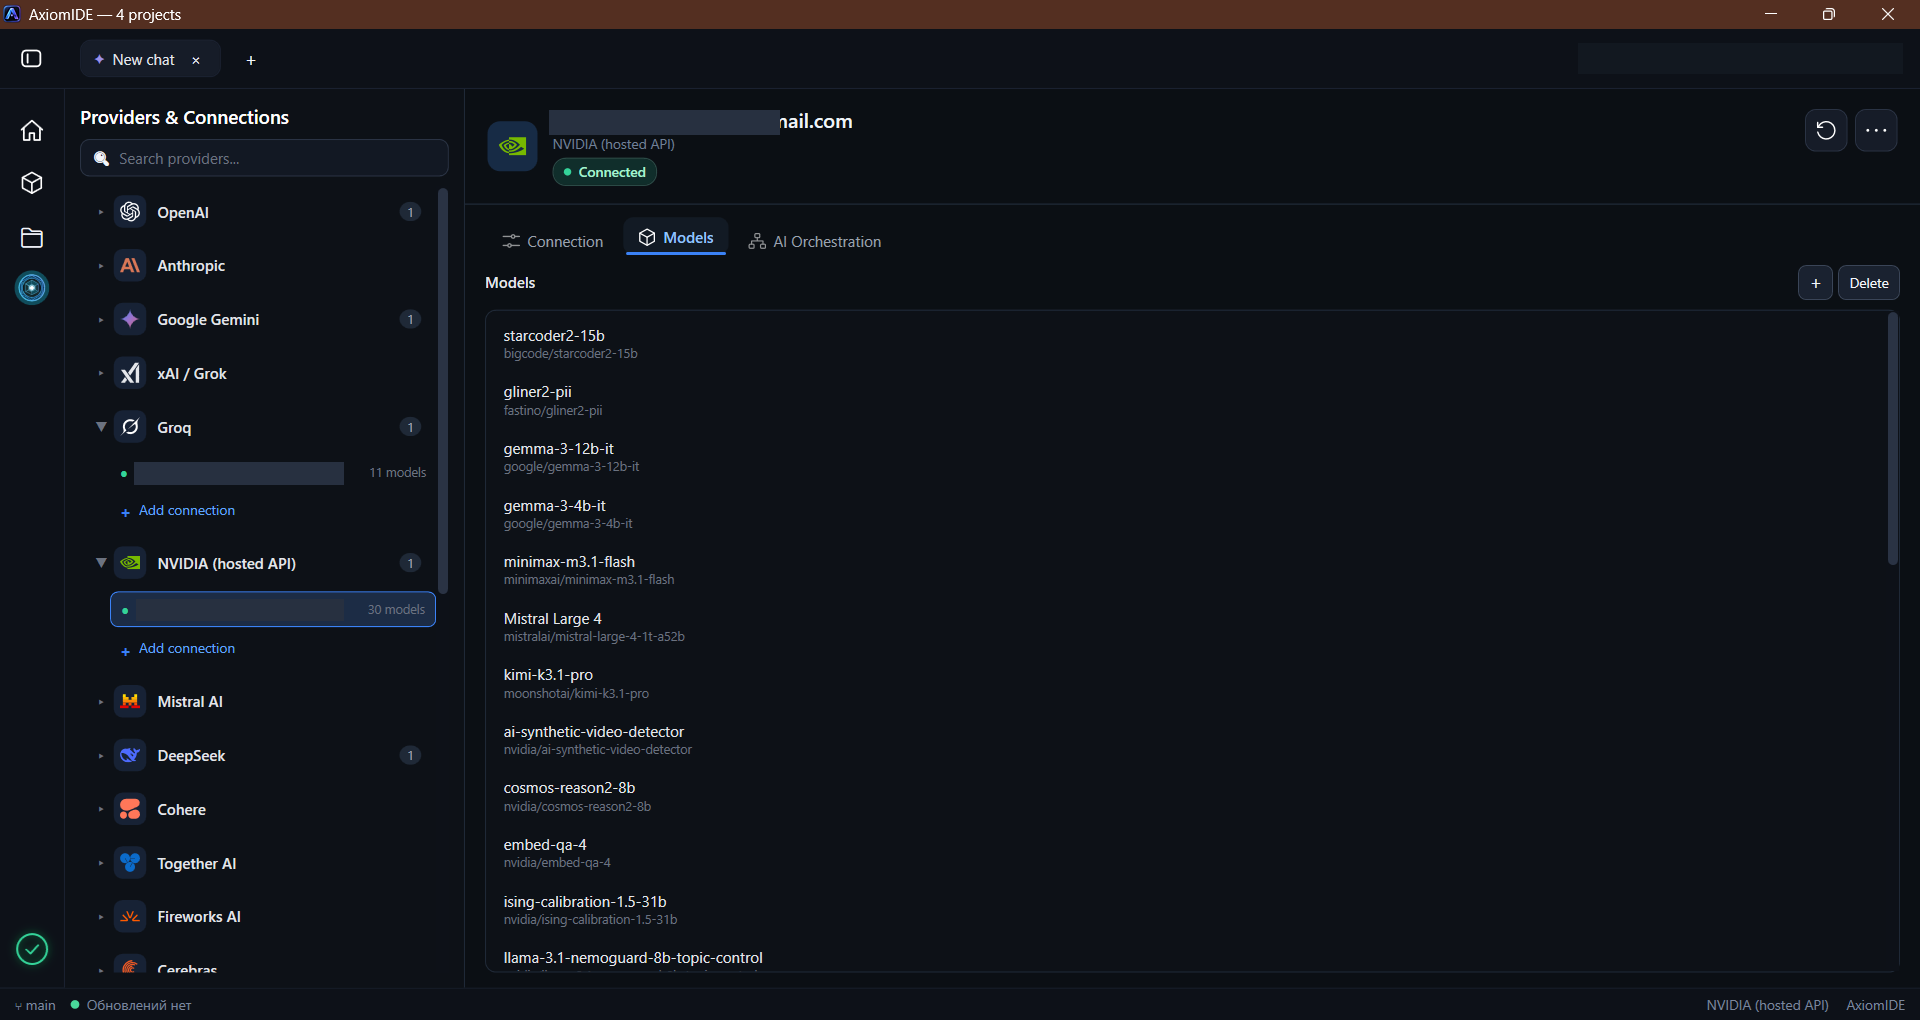 AxiomIDE — 4 projects
New chat
Providers & Connections
Search providers...
OpenAI 1
Anthropic
Google Gemini 1
xAI / Grok
Groq 1
11 models
+ Add connection
NVIDIA (hosted API) 1
30 models
+ Add connection
Mistral AI
DeepSeek 1
Cohere
Together AI
Fireworks AI
Cerebras
mail.com
NVIDIA (hosted API)
Connected
Connection
Models
AI Orchestration
Models
+ Delete
starcoder2-15b
bigcode/starcoder2-15b
gliner2-pii
fastino/gliner2-pii
gemma-3-12b-it
google/gemma-3-12b-it
gemma-3-4b-it
google/gemma-3-4b-it
minimax-m3.1-flash
minimaxai/minimax-m3.1-flash
Mistral Large 4
mistralai/mistral-large-4-1t-a52b
kimi-k3.1-pro
moonshotai/kimi-k3.1-pro
ai-synthetic-video-detector
nvidia/ai-synthetic-video-detector
cosmos-reason2-8b
nvidia/cosmos-reason2-8b
embed-qa-4
nvidia/embed-qa-4
ising-calibration-1.5-31b
nvidia/ising-calibration-1.5-31b
llama-3.1-nemoguard-8b-topic-control
main
Обновлений нет
NVIDIA (hosted API)
AxiomIDE